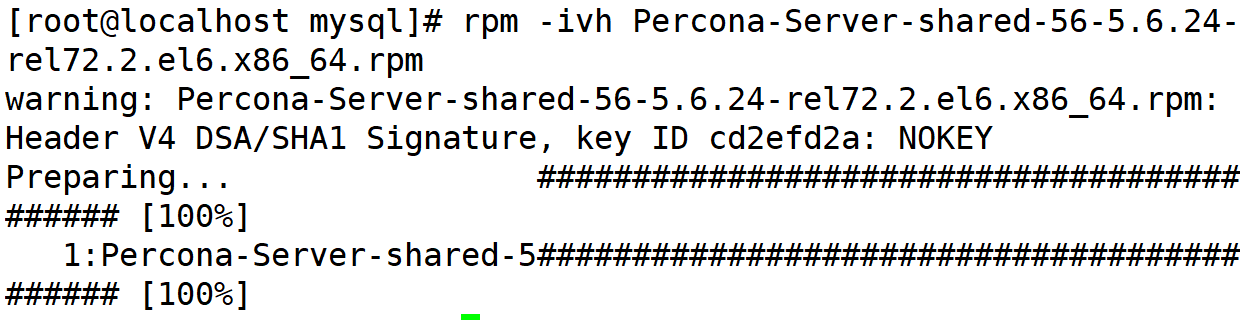 [root@localhost mysql]# rpm -ivh Percona-Server-shared-56-5.6.24-
rel72.2.el6.x86_64.rpm
warning: Percona-Server-shared-56-5.6.24-rel72.2.el6.x86_64.rpm:
Header V4 DSA/SHA1 Signature, key ID cd2efd2a: NOKEY
Preparing...                #####################################
###### [100%]
   1:Percona-Server-shared-5#####################################
###### [100%]